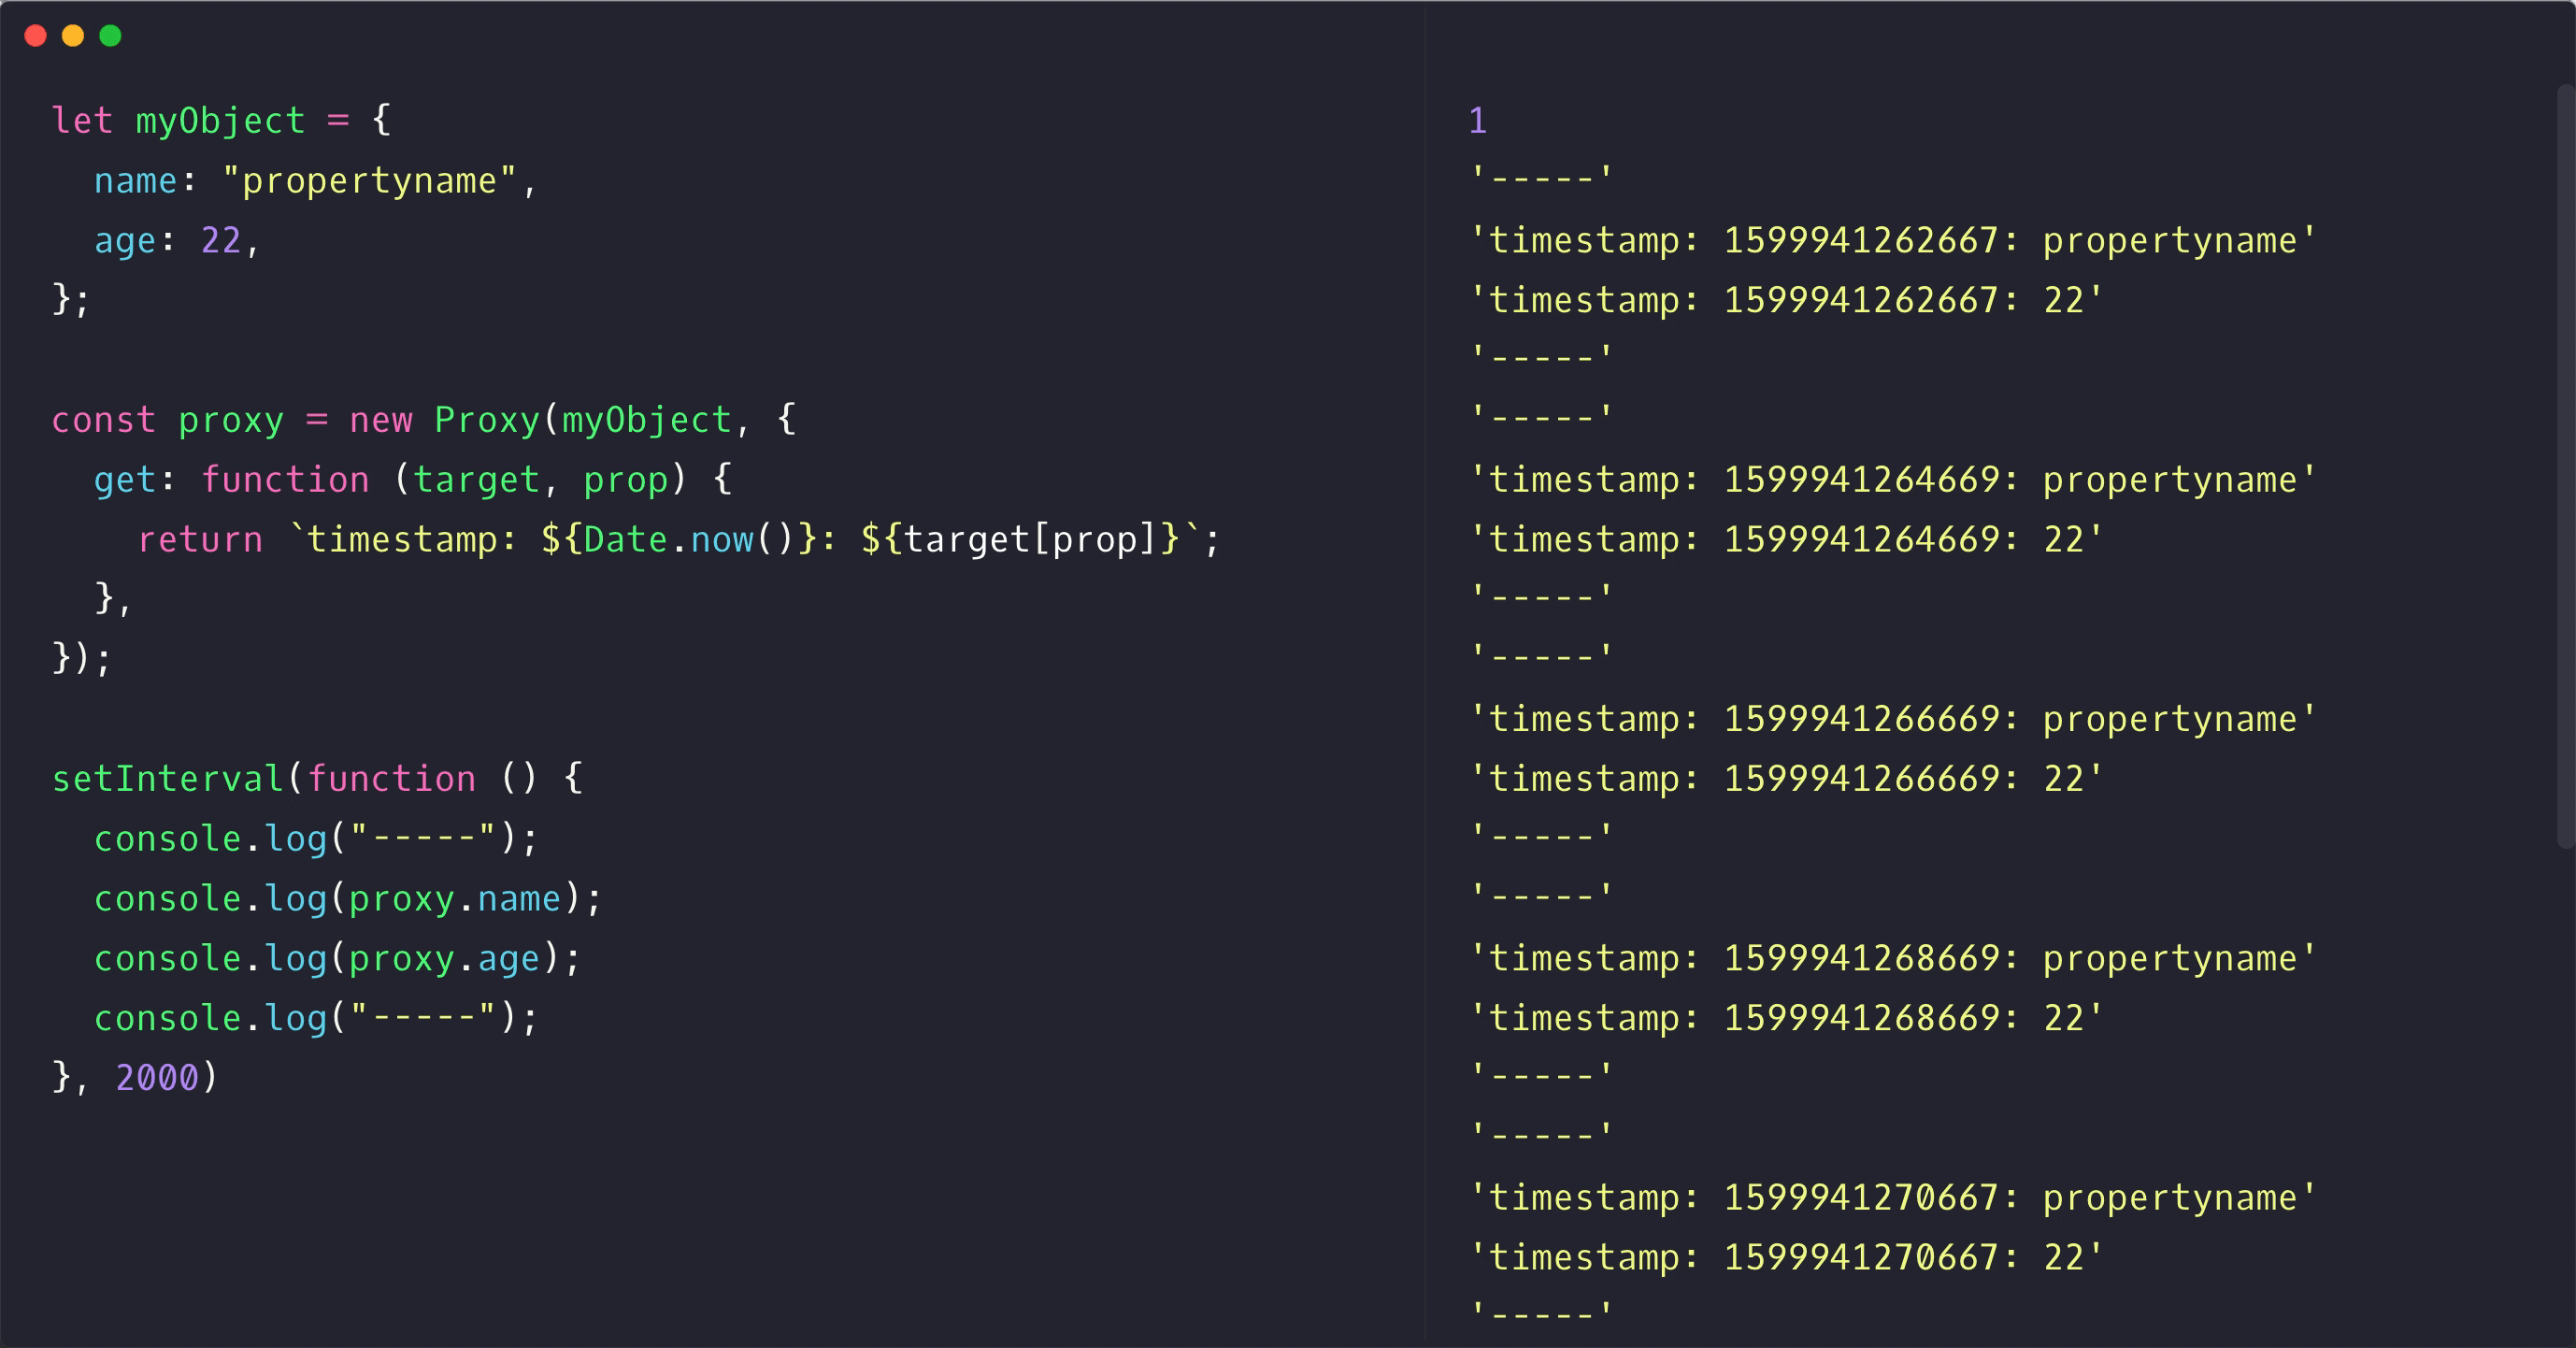 let myObject = {
  name: "propertyname",
  age: 22,
};
const proxy = new Proxy(myObject, {
  get: function (target, prop) {
    return `timestamp: ${Date.now()}: ${target[prop]}`;
  },
});
setInterval(function () {
  console.log("-----");
  console.log(proxy.name);
  console.log(proxy.age);
  console.log("-----");
}, 2000)
1
'-----'
'timestamp: 1599941262667: propertyname'
'timestamp: 1599941262667: 22'
'-----'
'-----'
'timestamp: 1599941264669: propertyname'
'timestamp: 1599941264669: 22'
'-----'
'-----'
'timestamp: 1599941266669: propertyname'
'timestamp: 1599941266669: 22'
'-----'
'-----'
'timestamp: 1599941268669: propertyname'
'timestamp: 1599941268669: 22'
'-----'
'-----'
'timestamp: 1599941270667: propertyname'
'timestamp: 1599941270667: 22'
'-----'